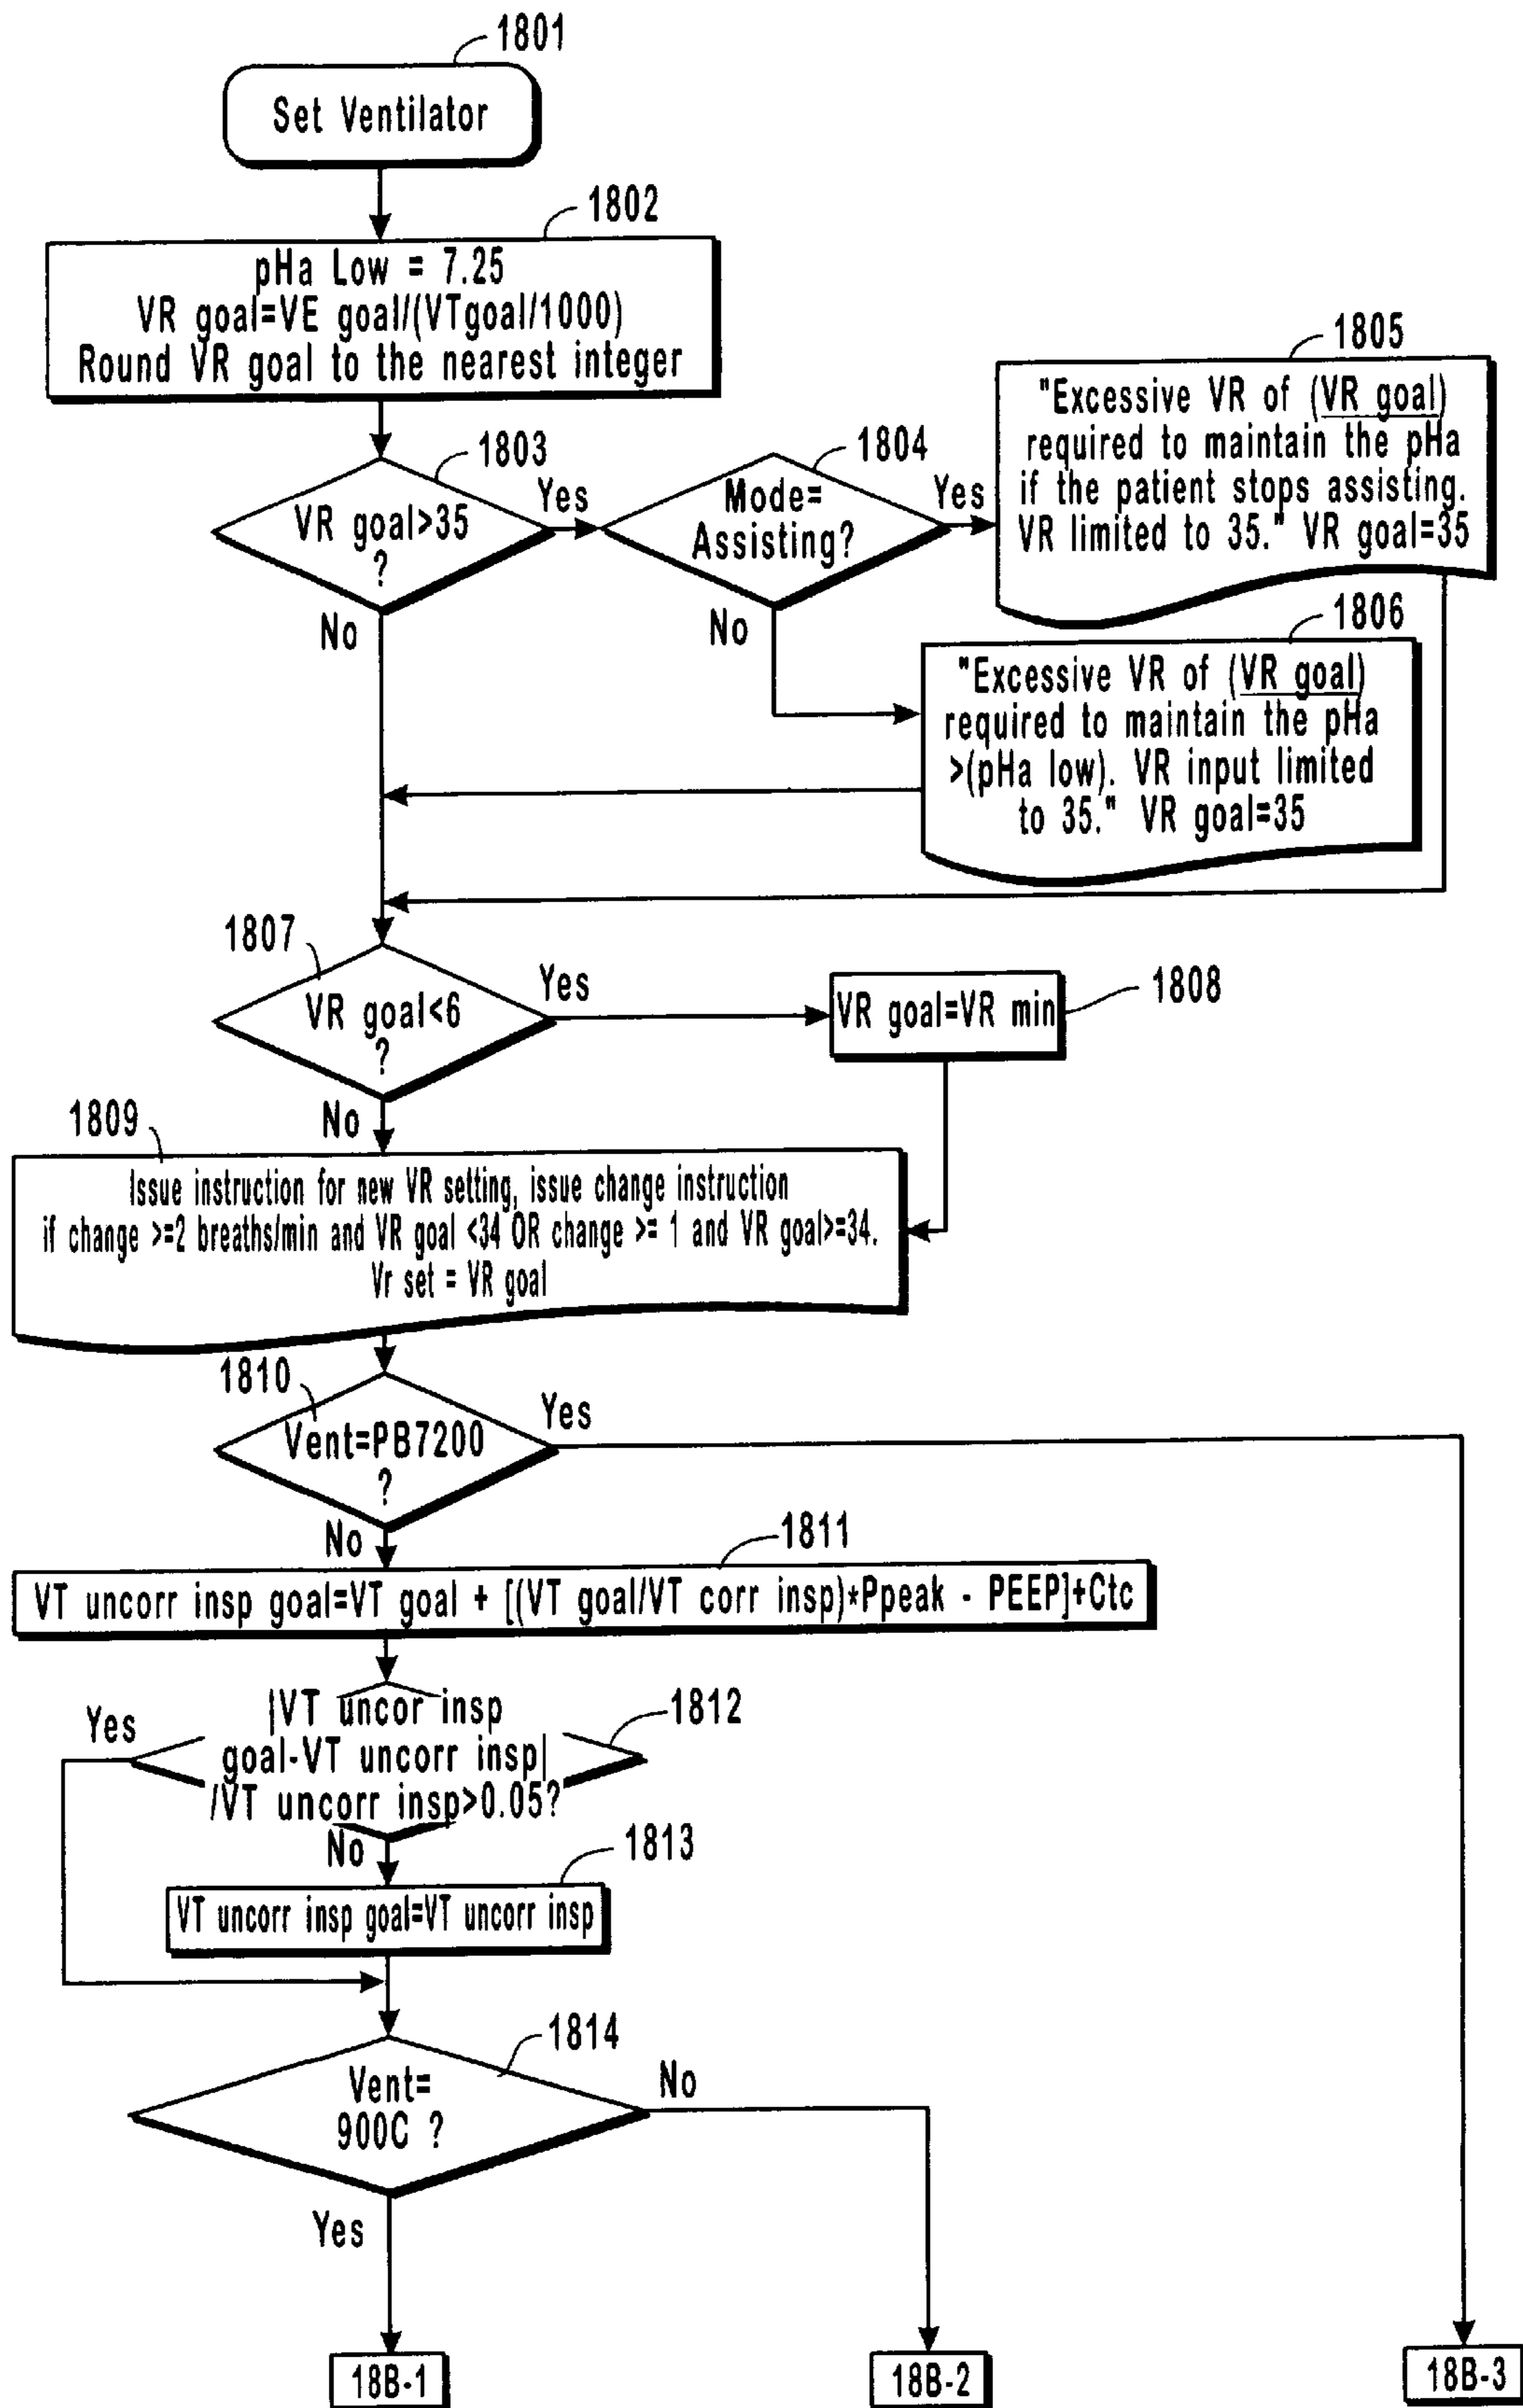 1801
Set Ventilator
1802
pHa Low = 7.25
VR goal=VE goal/(VTgoal/1000)
Round VR goal to the nearest integer
1803
VR goal>35
?
Yes
No
1804
Mode=
Assisting?
Yes
No
1805
"Excessive VR of (VR goal)
required to maintain the pHa
if the patient stops assisting.
VR limited to 35." VR goal=35
1806
"Excessive VR of (VR goal)
required to maintain the pHa
>(pHa low). VR input limited
to 35." VR goal=35
1807
VR goal<6
?
Yes
No
VR goal=VR min
1808
1809
Issue instruction for new VR setting, issue change instruction
if change >=2 breaths/min and VR goal <34 OR change >= 1 and VR goal>=34.
Vr set = VR goal
1810
Vent=PB7200
?
Yes
No
1811
VT uncorr insp goal=VT goal + [(VT goal/VT corr insp)*Ppeak - PEEP]+Ctc
1812
|VT uncor insp
goal-VT uncorr insp|
/VT uncorr insp>0.05?
Yes
No
1813
VT uncorr insp goal=VT uncorr insp
1814
Vent=
900C ?
No
Yes
18B-1
18B-2
18B-3